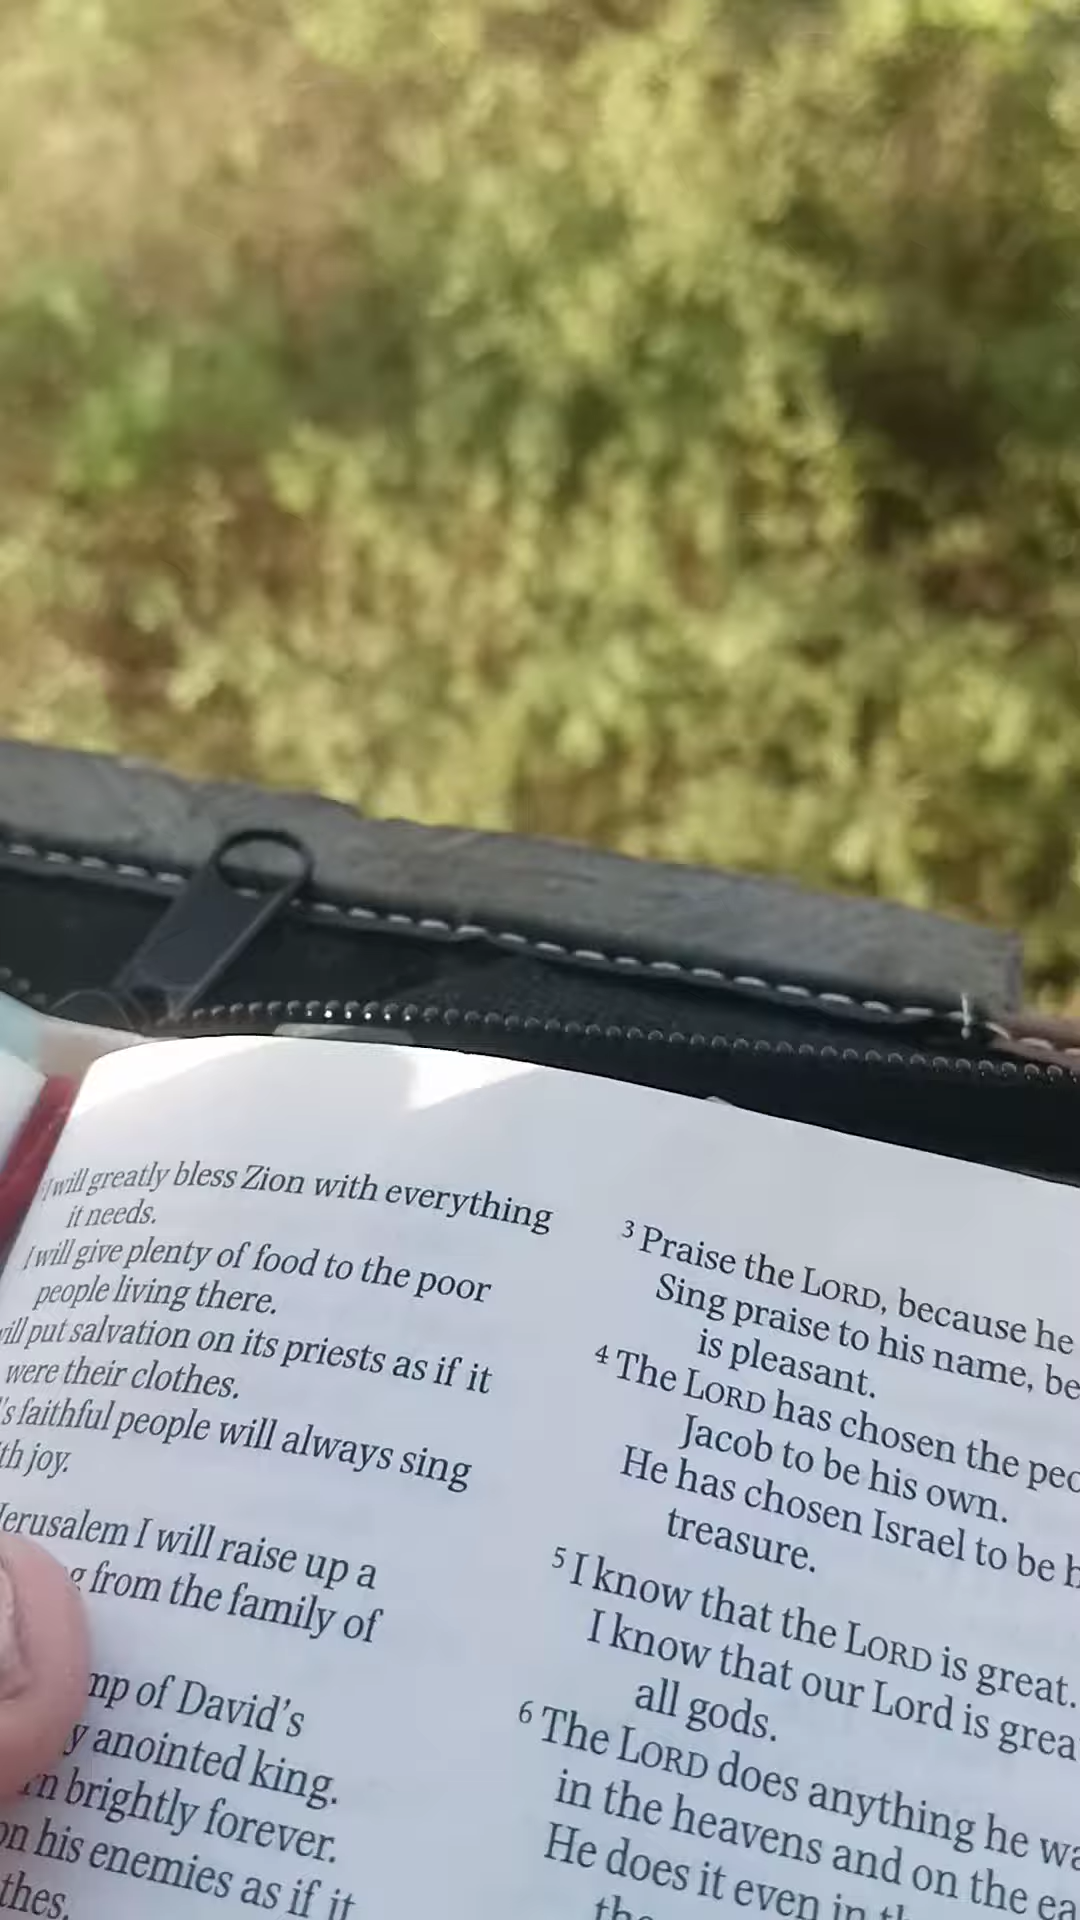 I will greatly bless Zion with everything
it needs.
I will give plenty of food to the poor
people living there.
will put salvation on its priests as if it
were their clothes.
's faithful people will always sing
th joy.
Jerusalem I will raise up a
from the family of
mp of David's
y anointed king.
rn brightly forever.
on his enemies as if it
thes.
3 Praise the LORD, because he
Sing praise to his name, be
is pleasant.
4 The LORD has chosen the peo
Jacob to be his own.
He has chosen Israel to be h
treasure.
5 I know that the LORD is great.
I know that our Lord is grea
all gods.
6 The LORD does anything he wa
in the heavens and on the ea
He does it even in th
the